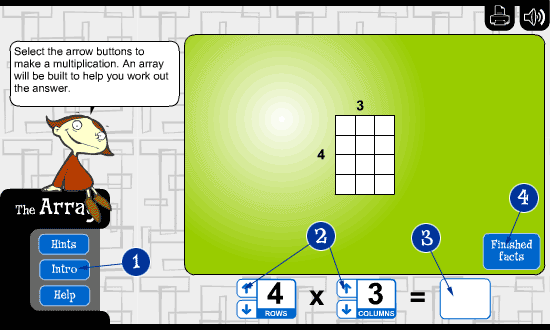 Select the arrow buttons to
make a multiplication. An array
will be built to help you work out
the answer.
3
4
The Array
Hints
Intro
Help
1
2
3
4
Finished
facts
4 x 3 =
ROWS COLUMNS